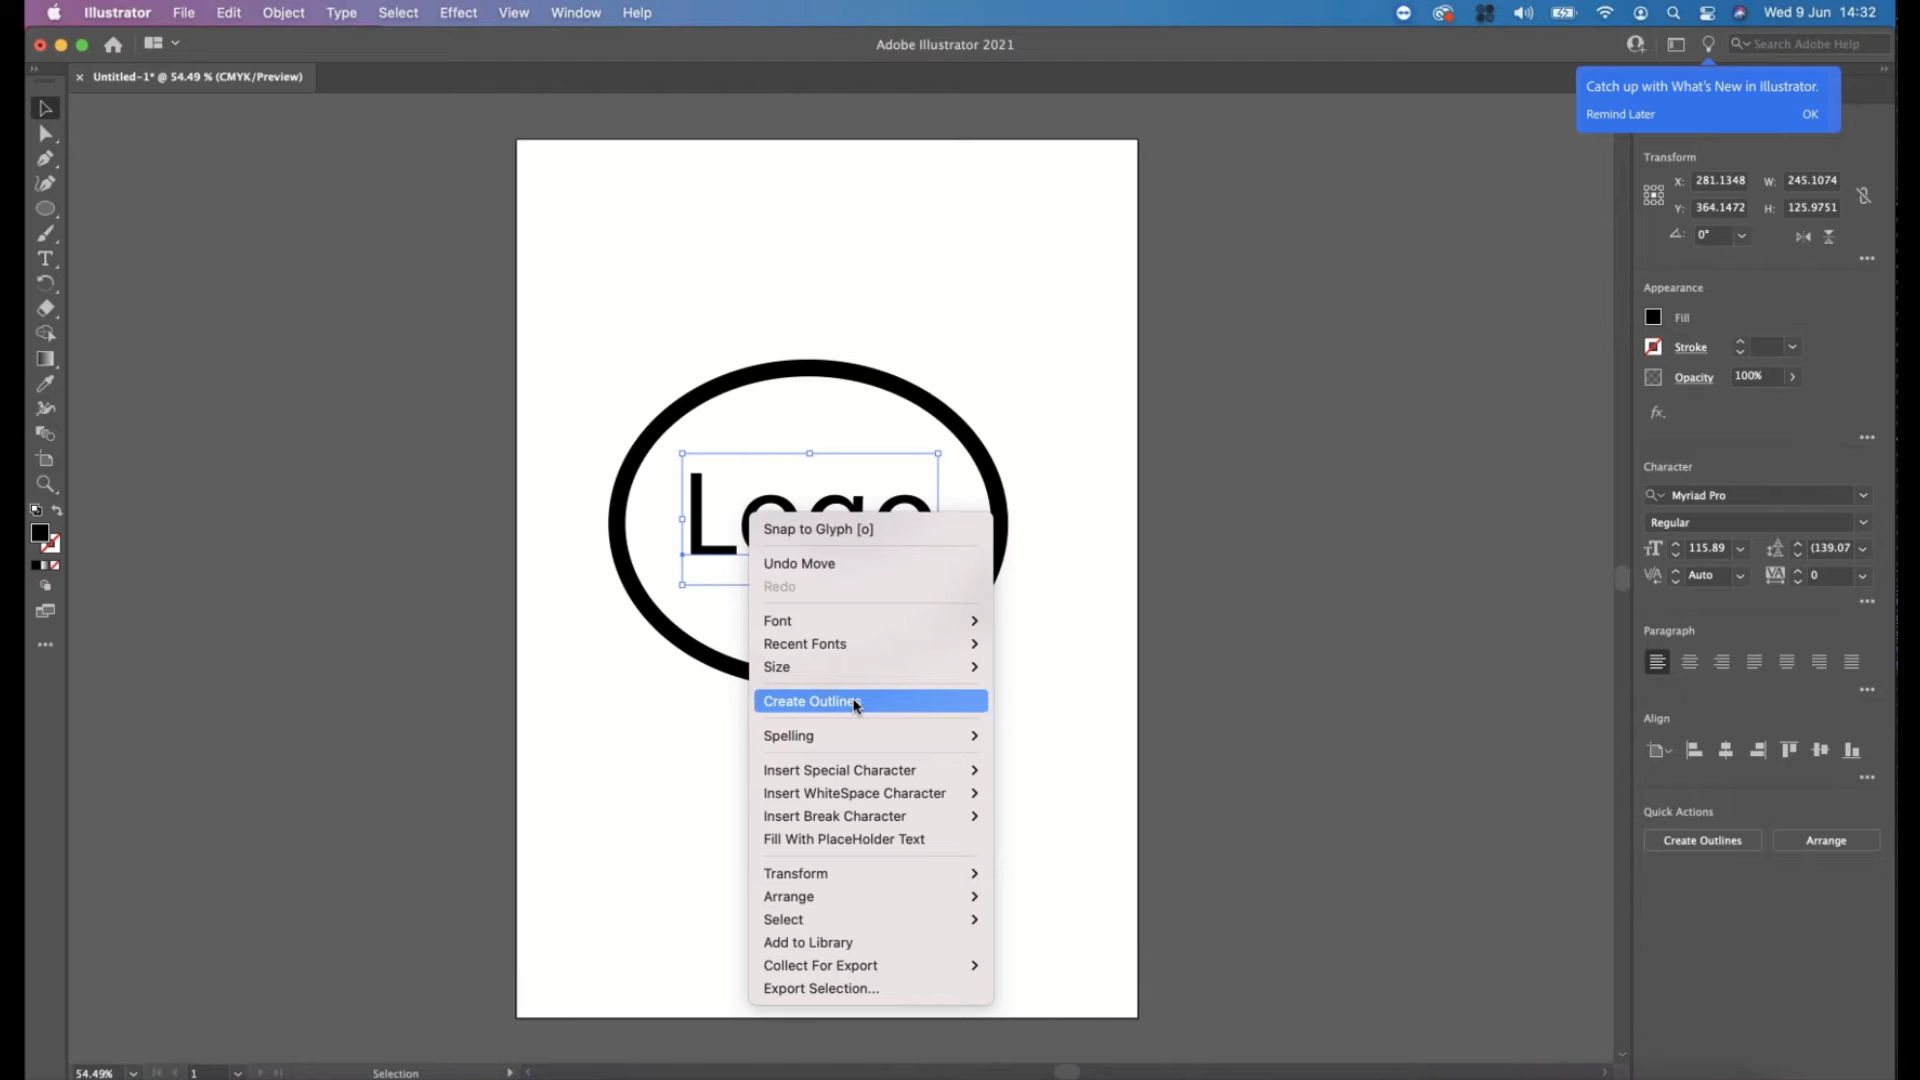 Illustrator File Edit Object Type Select Effect View Window Help
Wed 9 Jun 14:32
Adobe Illustrator 2021
Search Adobe Help
× Untitled-1* @ 54.49 % (CMYK/Preview)
Catch up with What's New in Illustrator.
Remind Later OK
Transform
X: 281.1348 W: 245.1074
Y: 364.1472 H: 125.9751
0°
Appearance
Fill
Stroke
Opacity 100%
fx.
Character
Myriad Pro
Regular
115.89 (139.07
Auto 0
Paragraph
Align
Quick Actions
Create Outlines Arrange
Logo
Snap to Glyph [o]
Undo Move
Redo
Font
Recent Fonts
Size
Create Outlines
Spelling
Insert Special Character
Insert WhiteSpace Character
Insert Break Character
Fill With PlaceHolder Text
Transform
Arrange
Select
Add to Library
Collect For Export
Export Selection...
54.49% 1 Selection